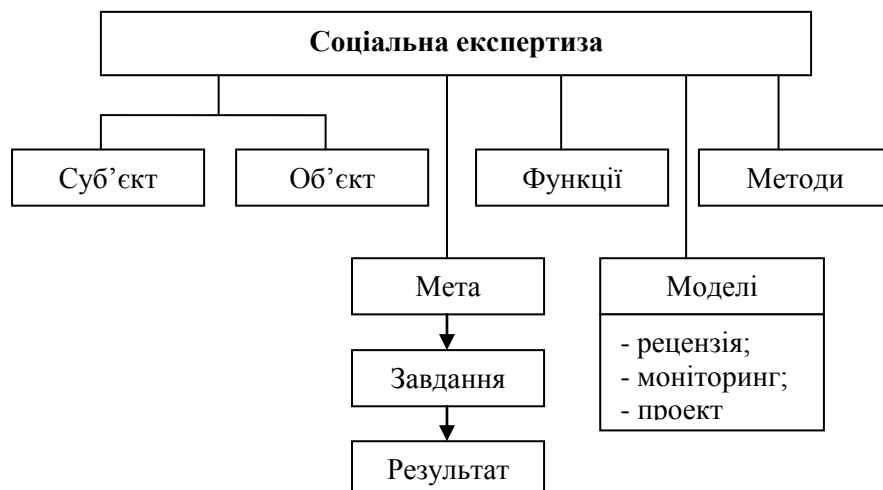 Соціальна експертиза
Суб’єкт
Об’єкт
Функції
Методи
Мета
Моделі
- рецензія;
- моніторинг;
- проект
Завдання
Результат